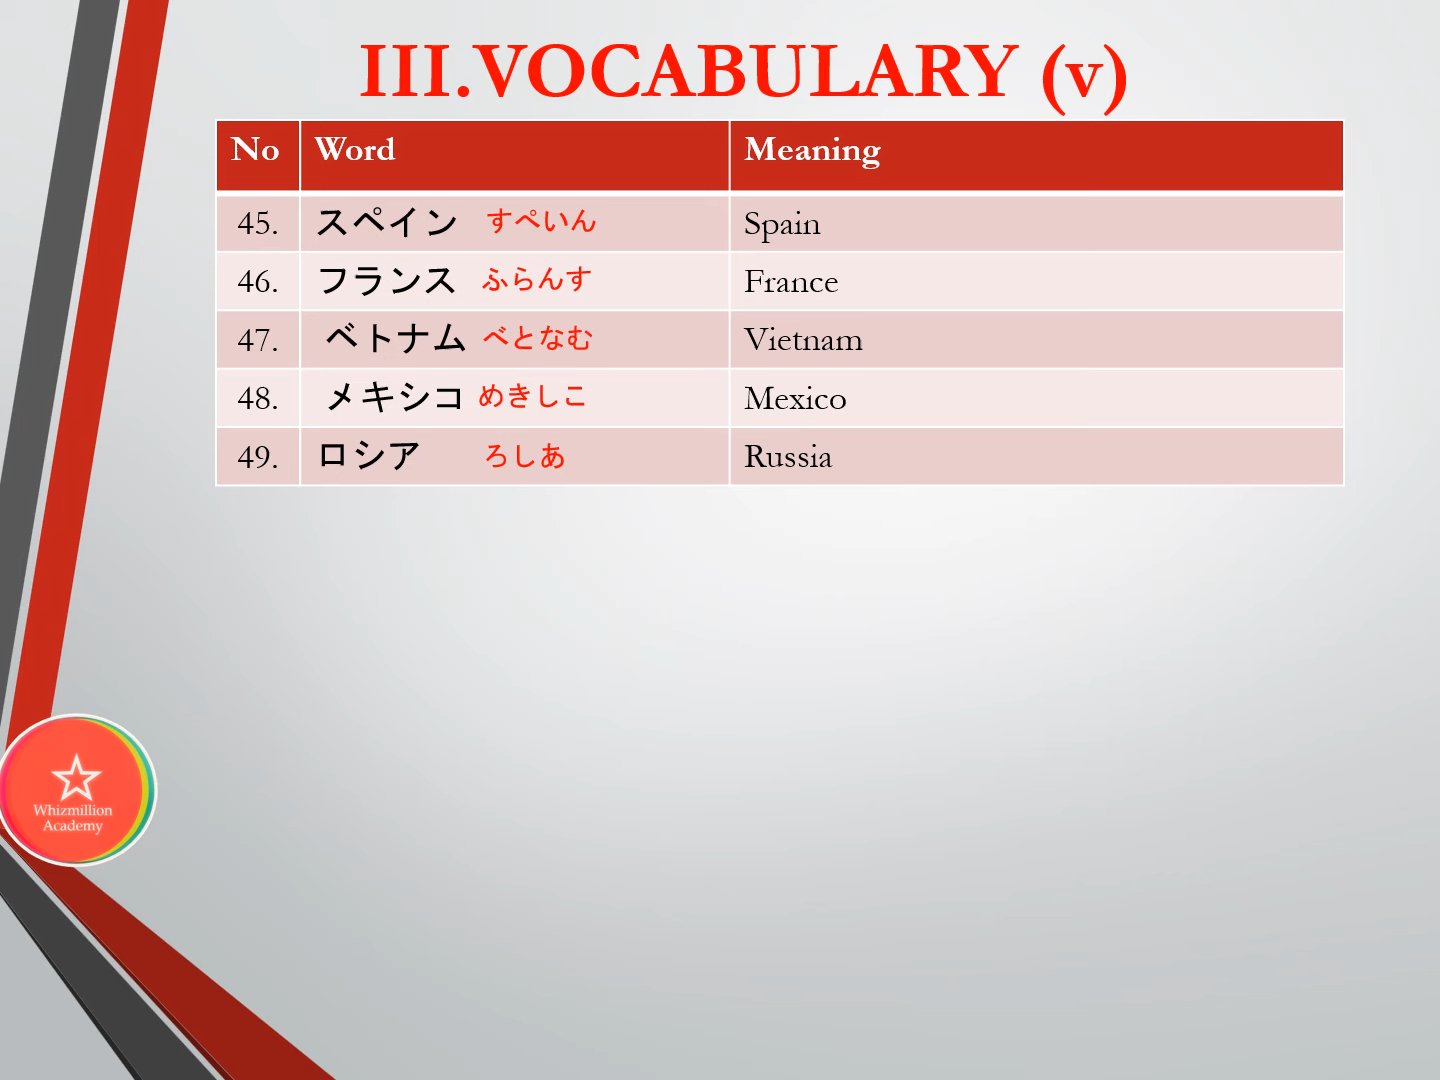 III.VOCABULARY (v)
No Word Meaning
45. スペイン すぺいん Spain
46. フランス ふらんす France
47. ベトナム べとなむ Vietnam
48. メキシコ めきしこ Mexico
49. ロシア ろしあ Russia
Whizmillion
Academy